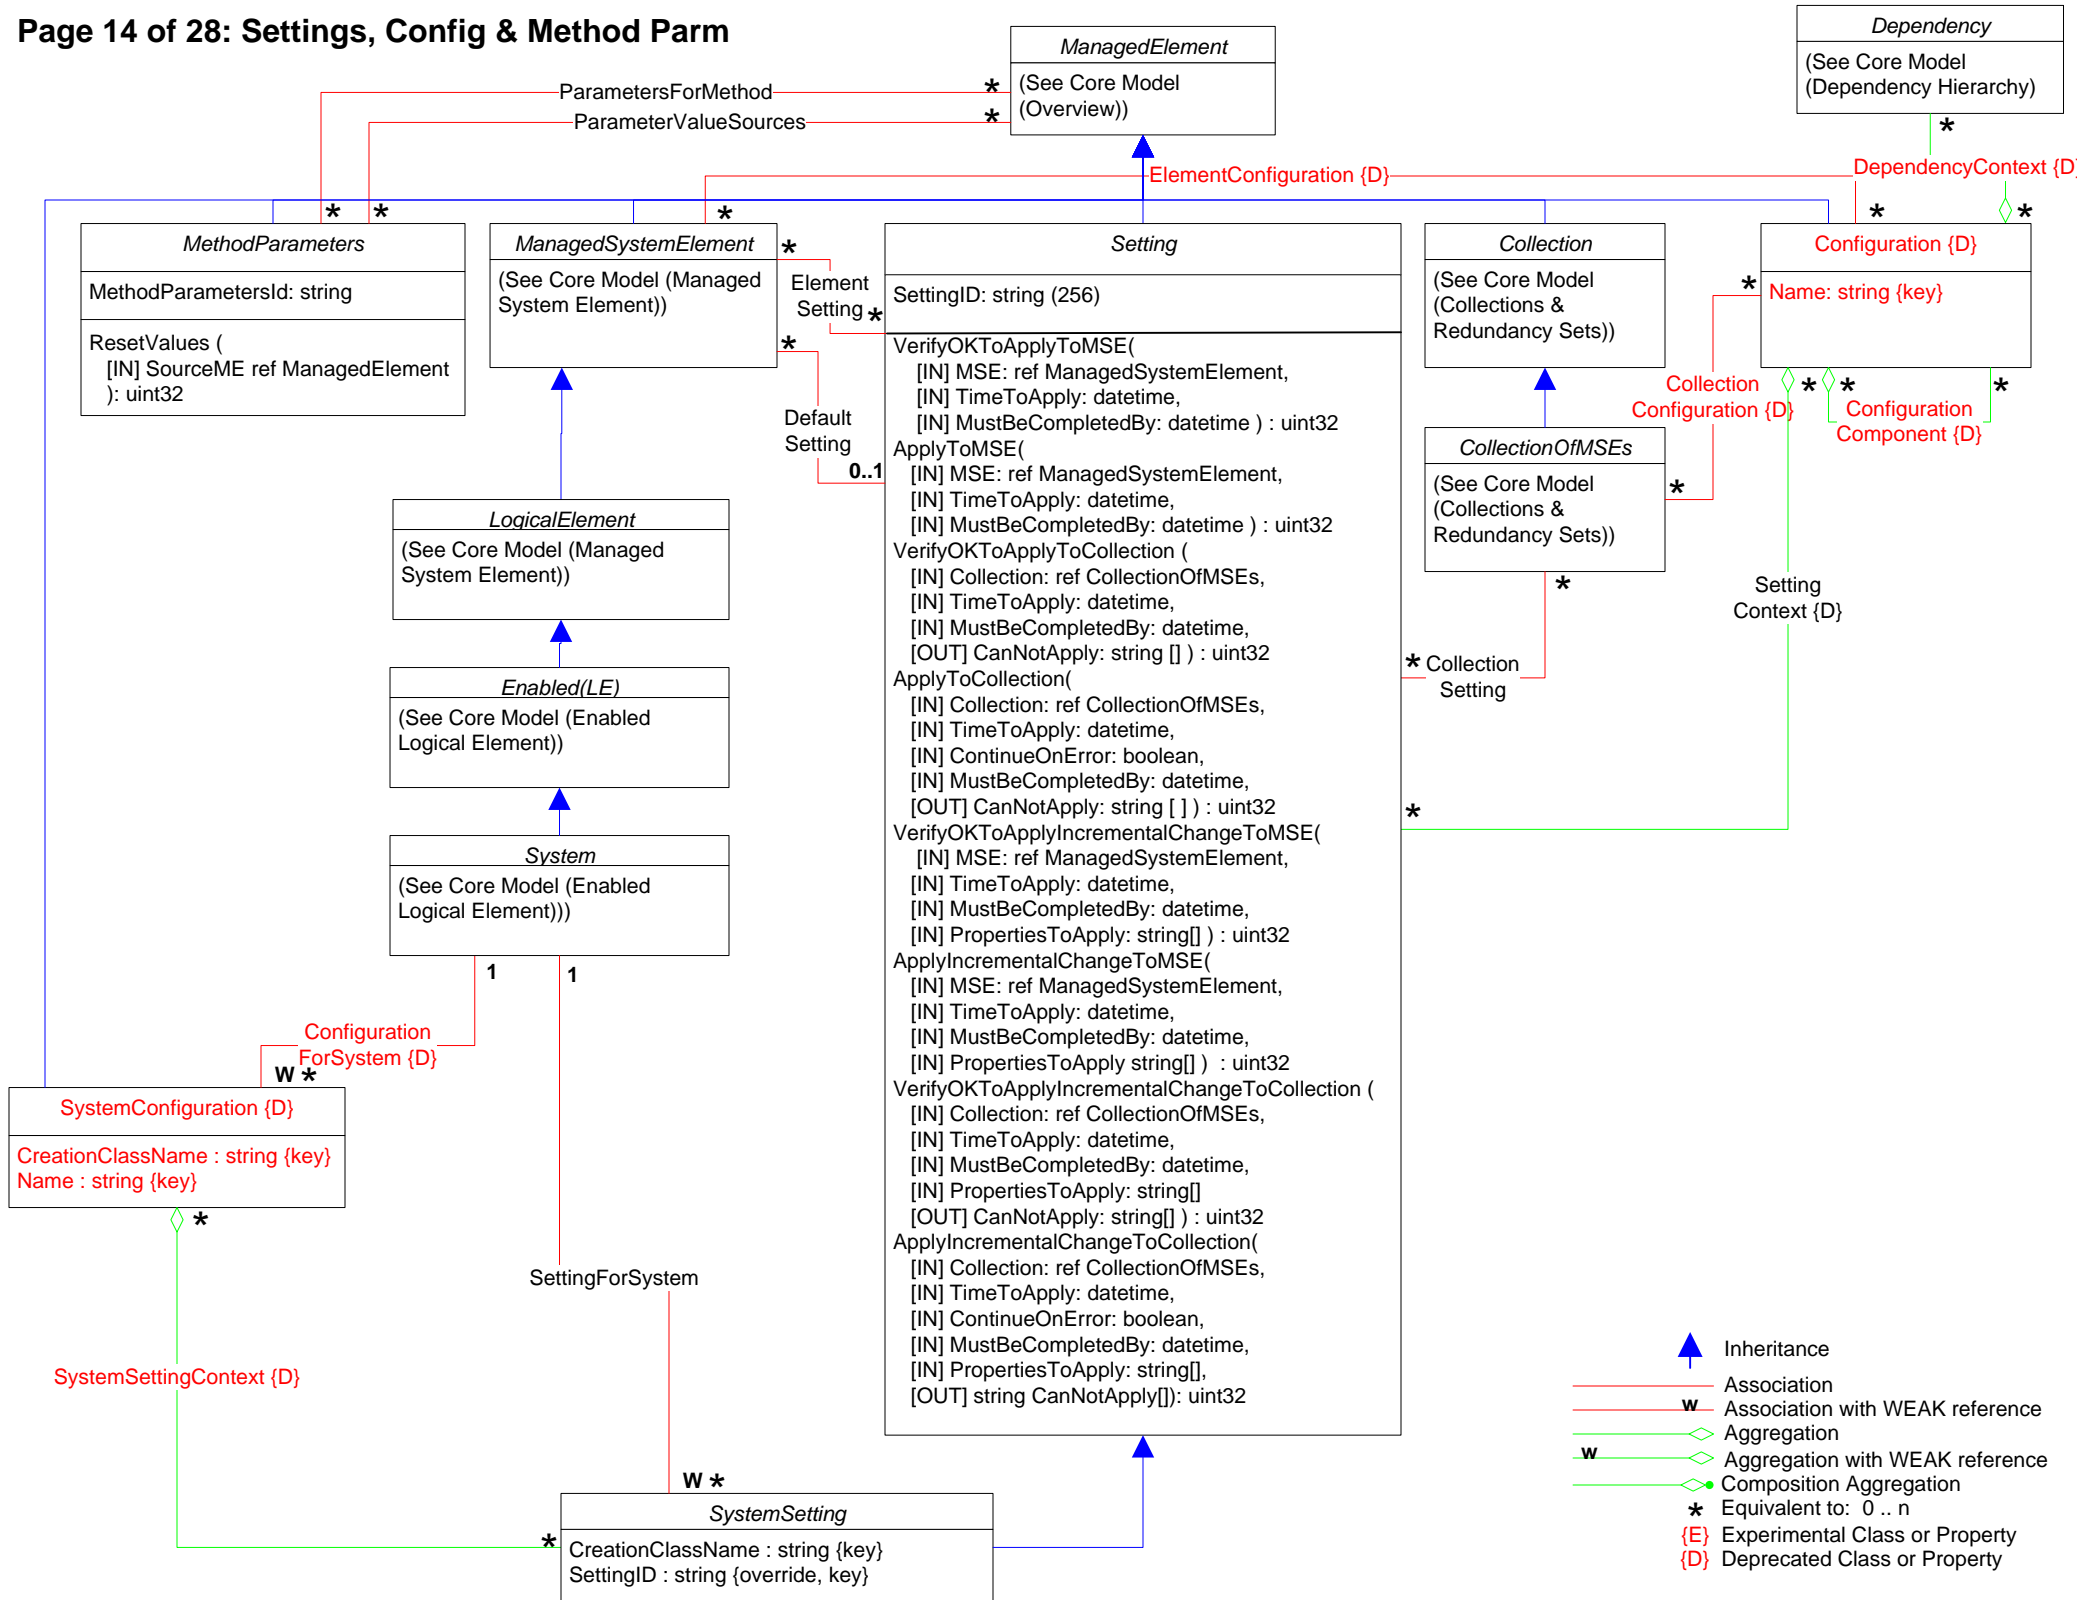 Page 14 of 28: Settings, Config & Method Parm
ManagedElement
(See Core Model
(Overview))
Dependency
(See Core Model
(Dependency Hierarchy)
*
ParametersForMethod
*
ParameterValueSources
*
ElementConfiguration {D}
DependencyContext {D}
*
*
*
*
*
MethodParameters
MethodParametersId: string
ResetValues (
[IN] SourceME ref ManagedElement
): uint32
ManagedSystemElement
(See Core Model (Managed
System Element))
*
Element
Setting
*
*
Default
Setting
0..1
Setting
SettingID: string (256)
VerifyOKToApplyToMSE(
[IN] MSE: ref ManagedSystemElement,
[IN] TimeToApply: datetime,
[IN] MustBeCompletedBy: datetime ) : uint32
ApplyToMSE(
[IN] MSE: ref ManagedSystemElement,
[IN] TimeToApply: datetime,
[IN] MustBeCompletedBy: datetime ) : uint32
VerifyOKToApplyToCollection (
[IN] Collection: ref CollectionOfMSEs,
[IN] TimeToApply: datetime,
[IN] MustBeCompletedBy: datetime,
[OUT] CanNotApply: string [] ) : uint32
ApplyToCollection(
[IN] Collection: ref CollectionOfMSEs,
[IN] TimeToApply: datetime,
[IN] ContinueOnError: boolean,
[IN] MustBeCompletedBy: datetime,
[OUT] CanNotApply: string [ ] ) : uint32
VerifyOKToApplyIncrementalChangeToMSE(
[IN] MSE: ref ManagedSystemElement,
[IN] TimeToApply: datetime,
[IN] MustBeCompletedBy: datetime,
[IN] PropertiesToApply: string[] ) : uint32
ApplyIncrementalChangeToMSE(
[IN] MSE: ref ManagedSystemElement,
[IN] TimeToApply: datetime,
[IN] MustBeCompletedBy: datetime,
[IN] PropertiesToApply string[] ) : uint32
VerifyOKToApplyIncrementalChangeToCollection (
[IN] Collection: ref CollectionOfMSEs,
[IN] TimeToApply: datetime,
[IN] MustBeCompletedBy: datetime,
[IN] PropertiesToApply: string[]
[OUT] CanNotApply: string[] ) : uint32
ApplyIncrementalChangeToCollection(
[IN] Collection: ref CollectionOfMSEs,
[IN] TimeToApply: datetime,
[IN] ContinueOnError: boolean,
[IN] MustBeCompletedBy: datetime,
[IN] PropertiesToApply: string[],
[OUT] string CanNotApply[]): uint32
Collection
(See Core Model
(Collections &
Redundancy Sets))
Configuration {D}
Name: string {key}
*
Collection
Configuration {D}
*
*
*
*
Configuration
Component {D}
CollectionOfMSEs
(See Core Model
(Collections &
Redundancy Sets))
*
Setting
Context {D}
* Collection
Setting
*
LogicalElement
(See Core Model (Managed
System Element))
Enabled(LE)
(See Core Model (Enabled
Logical Element))
System
(See Core Model (Enabled
Logical Element)))
1
1
Configuration
ForSystem {D}
W *
SystemConfiguration {D}
CreationClassName : string {key}
Name : string {key}
*
SettingForSystem
SystemSettingContext {D}
W *
*
SystemSetting
CreationClassName : string {key}
SettingID : string {override, key}
Inheritance
Association
w Association with WEAK reference
Aggregation
w Aggregation with WEAK reference
Composition Aggregation
* Equivalent to: 0 .. n
{E} Experimental Class or Property
{D} Deprecated Class or Property